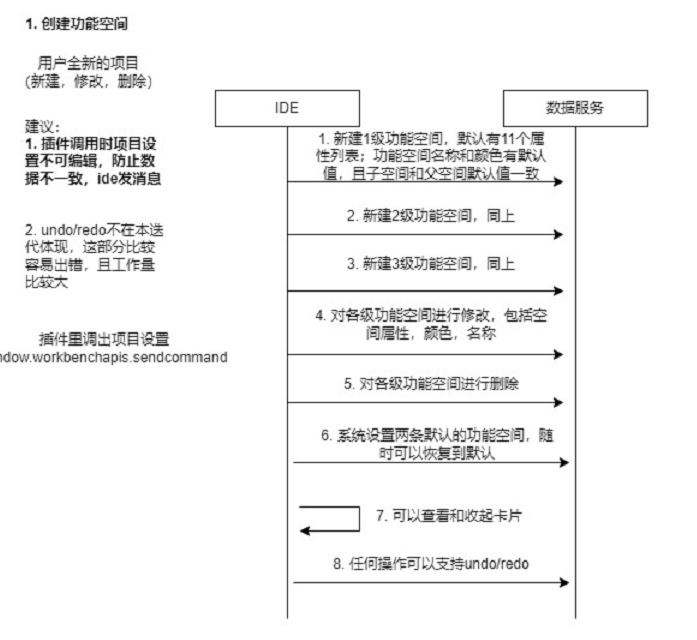 1. 创建功能空间
用户全新的项目
(新建，修改，删除)
建议：
1. 插件调用时项目设
置不可编辑，防止数
据不一致，ide发消息
2. undo/redo不在本迭
代体现，这部分比较
容易出错，且工作量
比较大
插件里调出项目设置
ndow.workbenchapis.sendcommand
IDE
数据服务
1. 新建1级功能空间，默认有11个属
性列表；功能空间名称和颜色有默认
值，且子空间和父空间默认值一致
2. 新建2级功能空间，同上
3. 新建3级功能空间，同上
4. 对各级功能空间进行修改，包括空
间属性，颜色，名称
5. 对各级功能空间进行删除
6. 系统设置两条默认的功能空间，随
时可以恢复到默认
7. 可以查看和收起卡片
8. 任何操作可以支持undo/redo